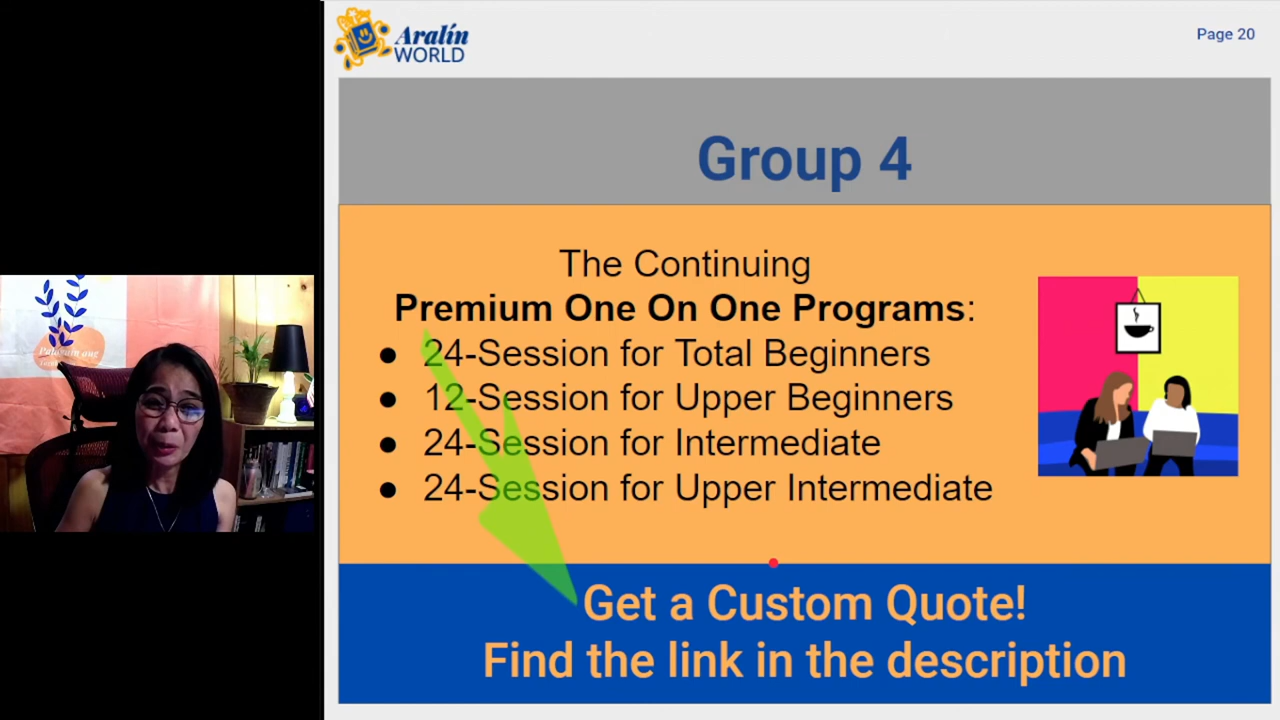 Aralín
WORLD
Page 20
Group 4
The Continuing
Premium One On One Programs:
● 24-Session for Total Beginners
● 12-Session for Upper Beginners
● 24-Session for Intermediate
● 24-Session for Upper Intermediate
Get a Custom Quote!
Find the link in the description